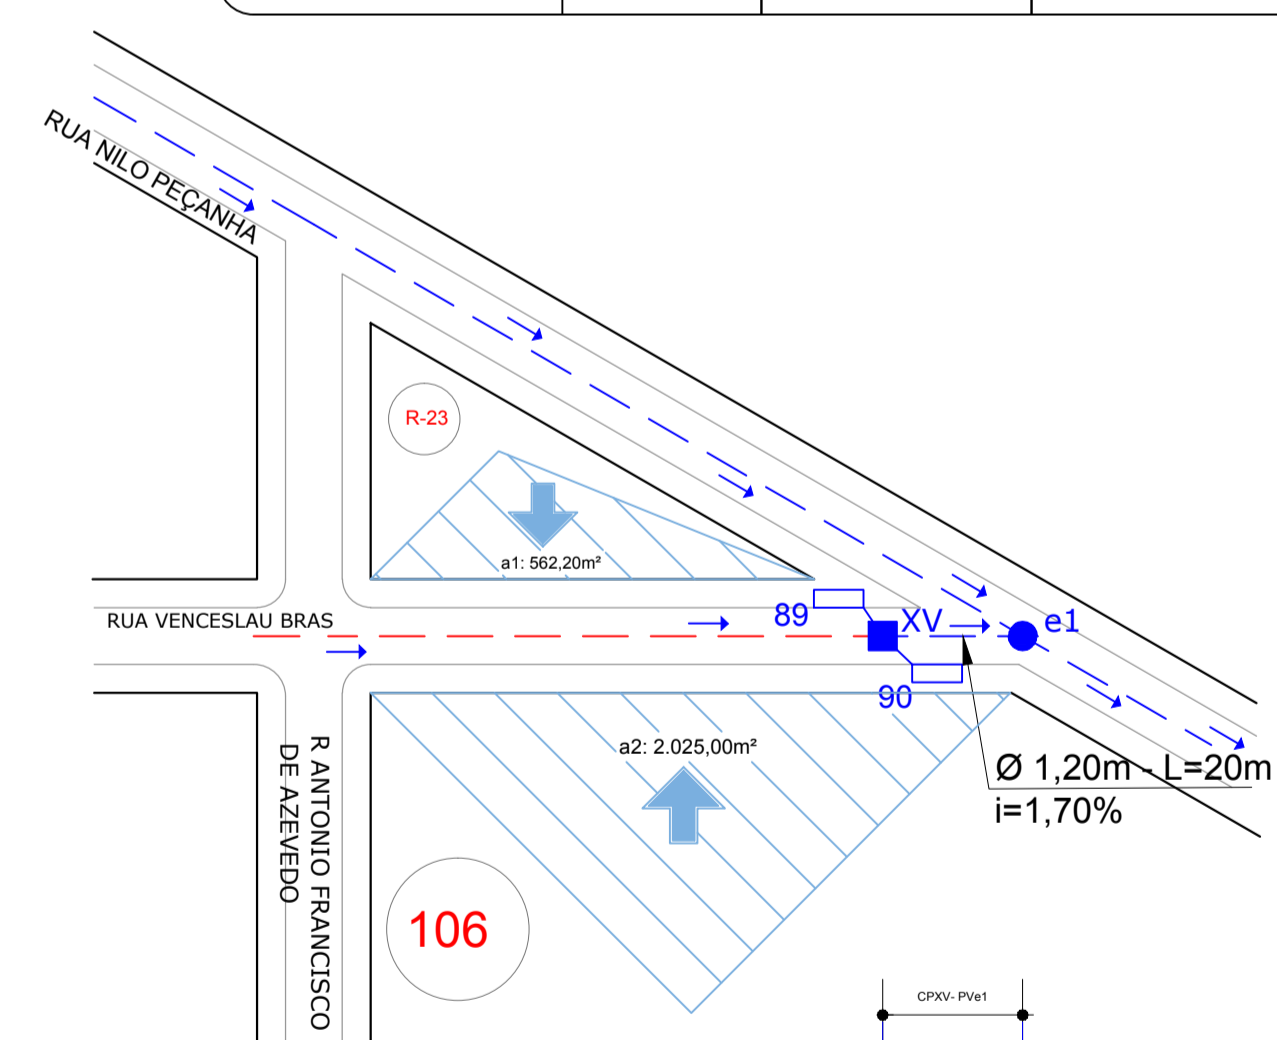 RUA NILO PEÇANHA
R-23
a1: 562,20m²
RUA VENCESLAU BRAS
89
XV
e1
90
a2: 2.025,00m²
Ø 1,20m - L=20m
i=1,70%
R ANTONIO FRANCISCO
DE AZEVEDO
106
CPXV- PVe1